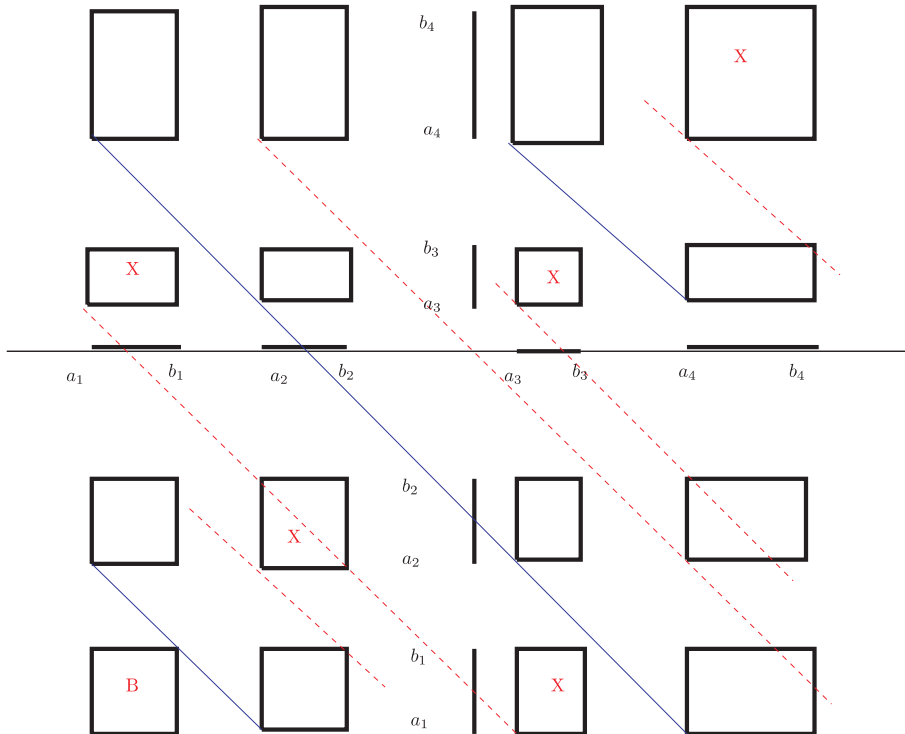 b₄
X
a₄
b₃
X
X
a₃
a₁ b₁ a₂ b₂ a₃ b₃ a₄ b₄
b₂
X
a₂
b₁
B
X
a₁